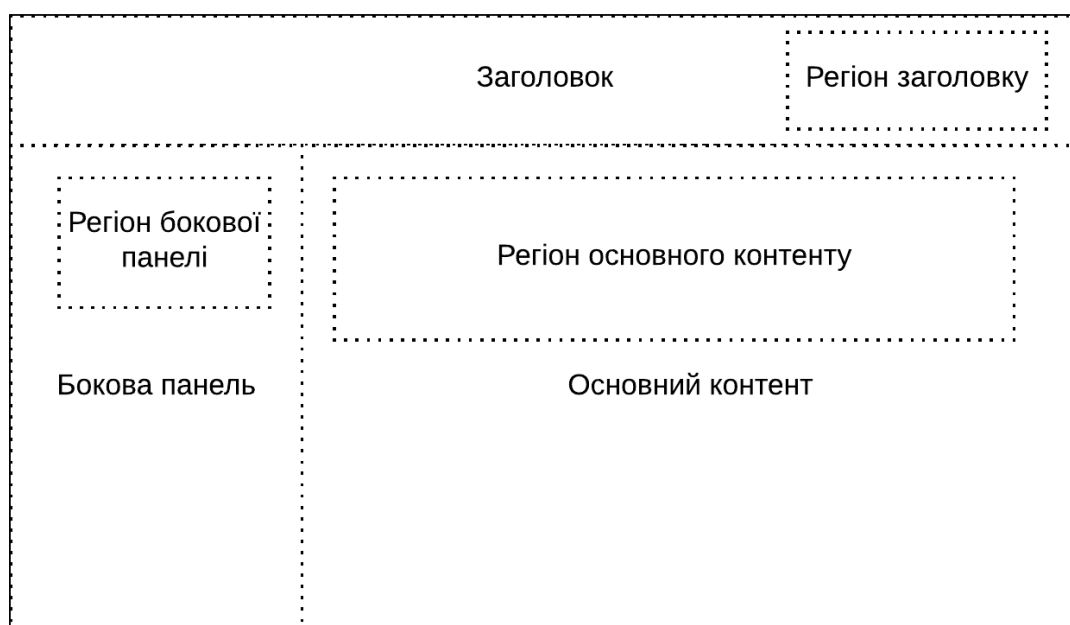 Заголовок
Регіон заголовку
Регіон бокової
панелі
Регіон основного контенту
Бокова панель
Основний контент